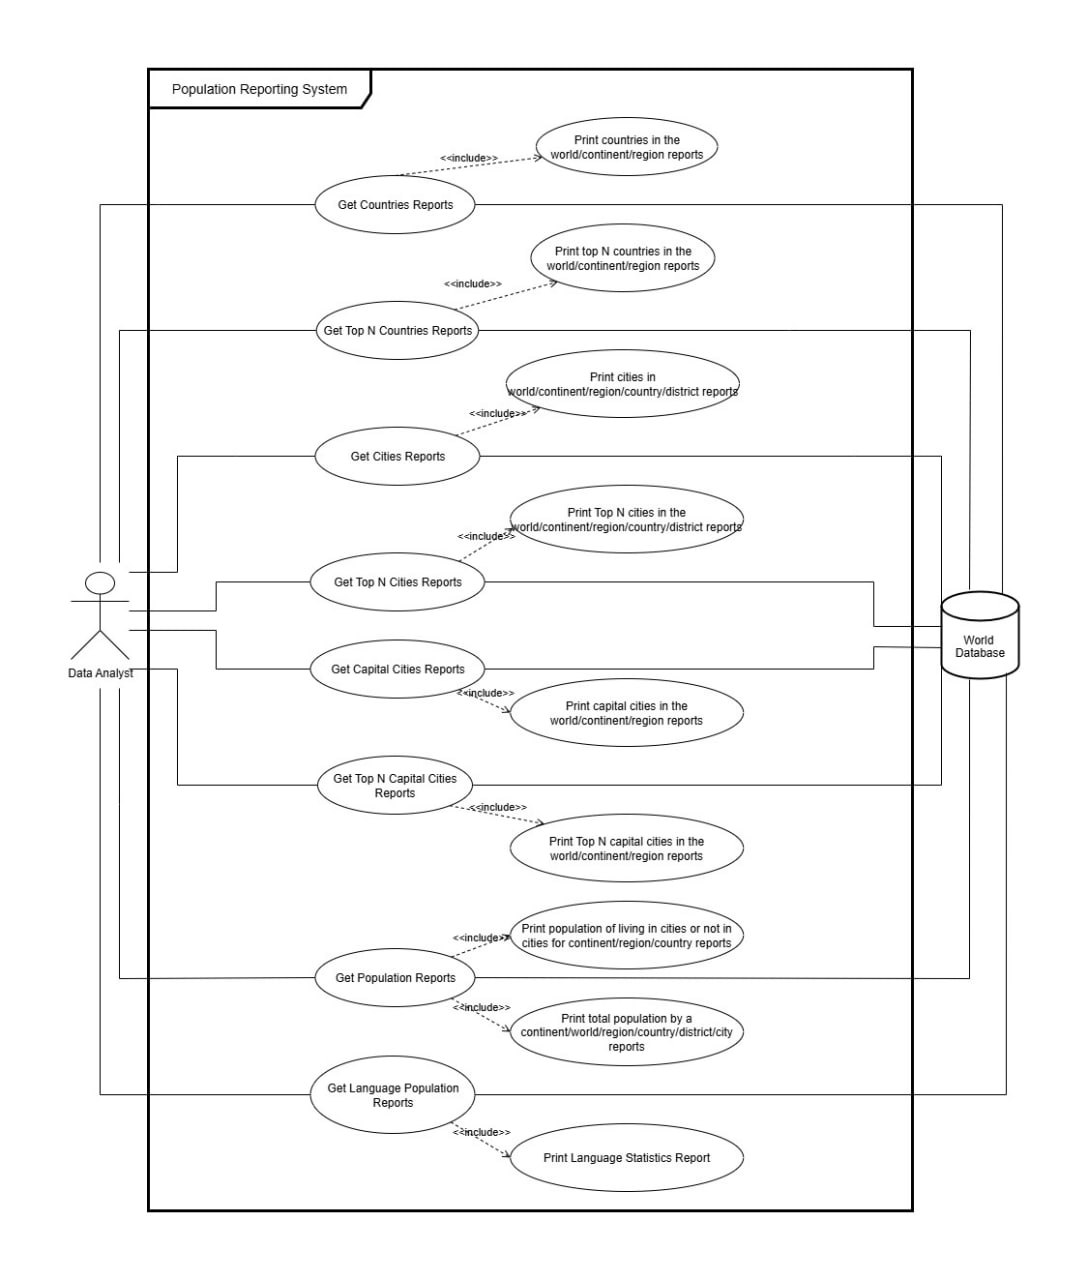 Population Reporting System
Print countries in the
world/continent/region reports
<<include>>
Get Countries Reports
Print top N countries in the
world/continent/region reports
<<include>>
Get Top N Countries Reports
Print cities in
world/continent/region/country/district reports
<<include>>
Get Cities Reports
Print Top N cities in the
world/continent/region/country/district reports
<<include>>
Get Top N Cities Reports
World
Database
Data Analyst
Get Capital Cities Reports
<<include>>
Print capital cities in the
world/continent/region reports
Get Top N Capital Cities
Reports
<<include>>
Print Top N capital cities in the
world/continent/region reports
Print population of living in cities or not in
cities for continent/region/country reports
<<include>>
Get Population Reports
<<include>>
Print total population by a
continent/world/region/country/district/city
reports
Get Language Population
Reports
<<include>>
Print Language Statistics Report